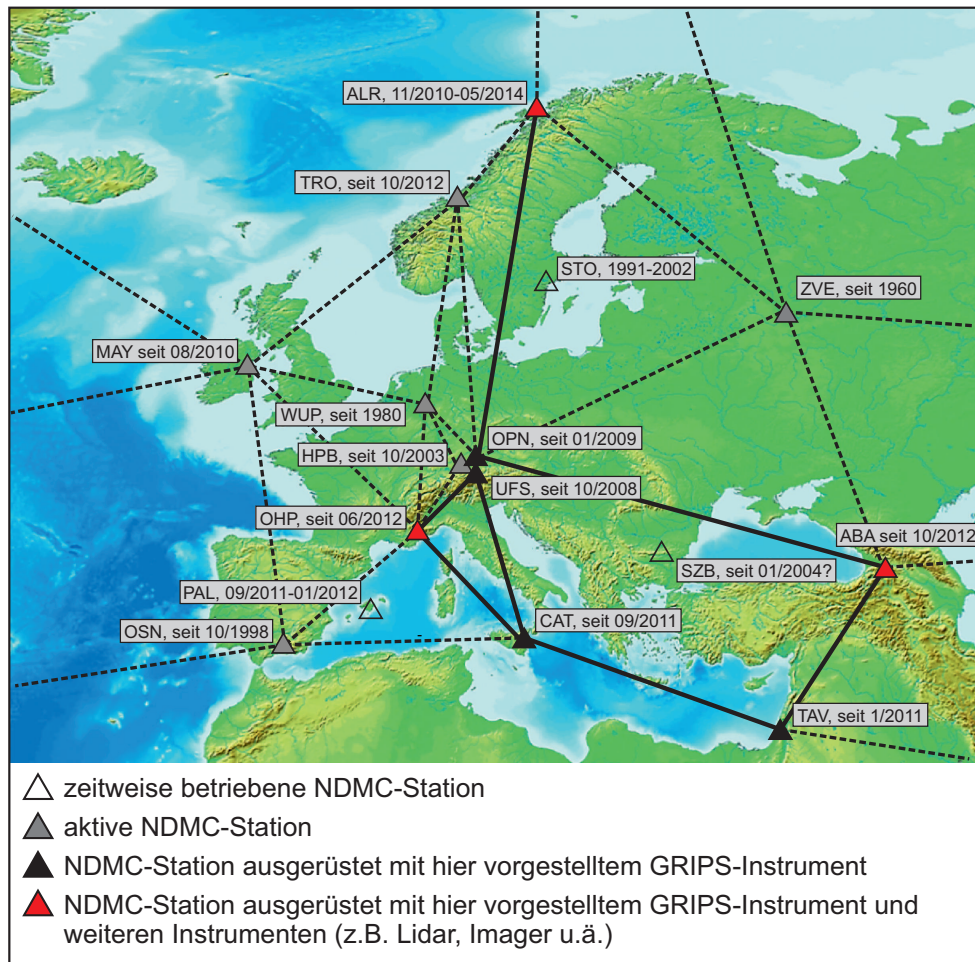 ALR, 11/2010-05/2014
TRO, seit 10/2012
STO, 1991-2002
ZVE, seit 1960
MAY seit 08/2010
WUP, seit 1980
OPN, seit 01/2009
HPB, seit 10/2003
UFS, seit 10/2008
OHP, seit 06/2012
ABA seit 10/2012
SZB, seit 01/2004?
PAL, 09/2011-01/2012
CAT, seit 09/2011
OSN, seit 10/1998
TAV, seit 1/2011
zeitweise betriebene NDMC-Station
aktive NDMC-Station
NDMC-Station ausgerüstet mit hier vorgestelltem GRIPS-Instrument
NDMC-Station ausgerüstet mit hier vorgestelltem GRIPS-Instrument und
weiteren Instrumenten (z.B. Lidar, Imager u.ä.)